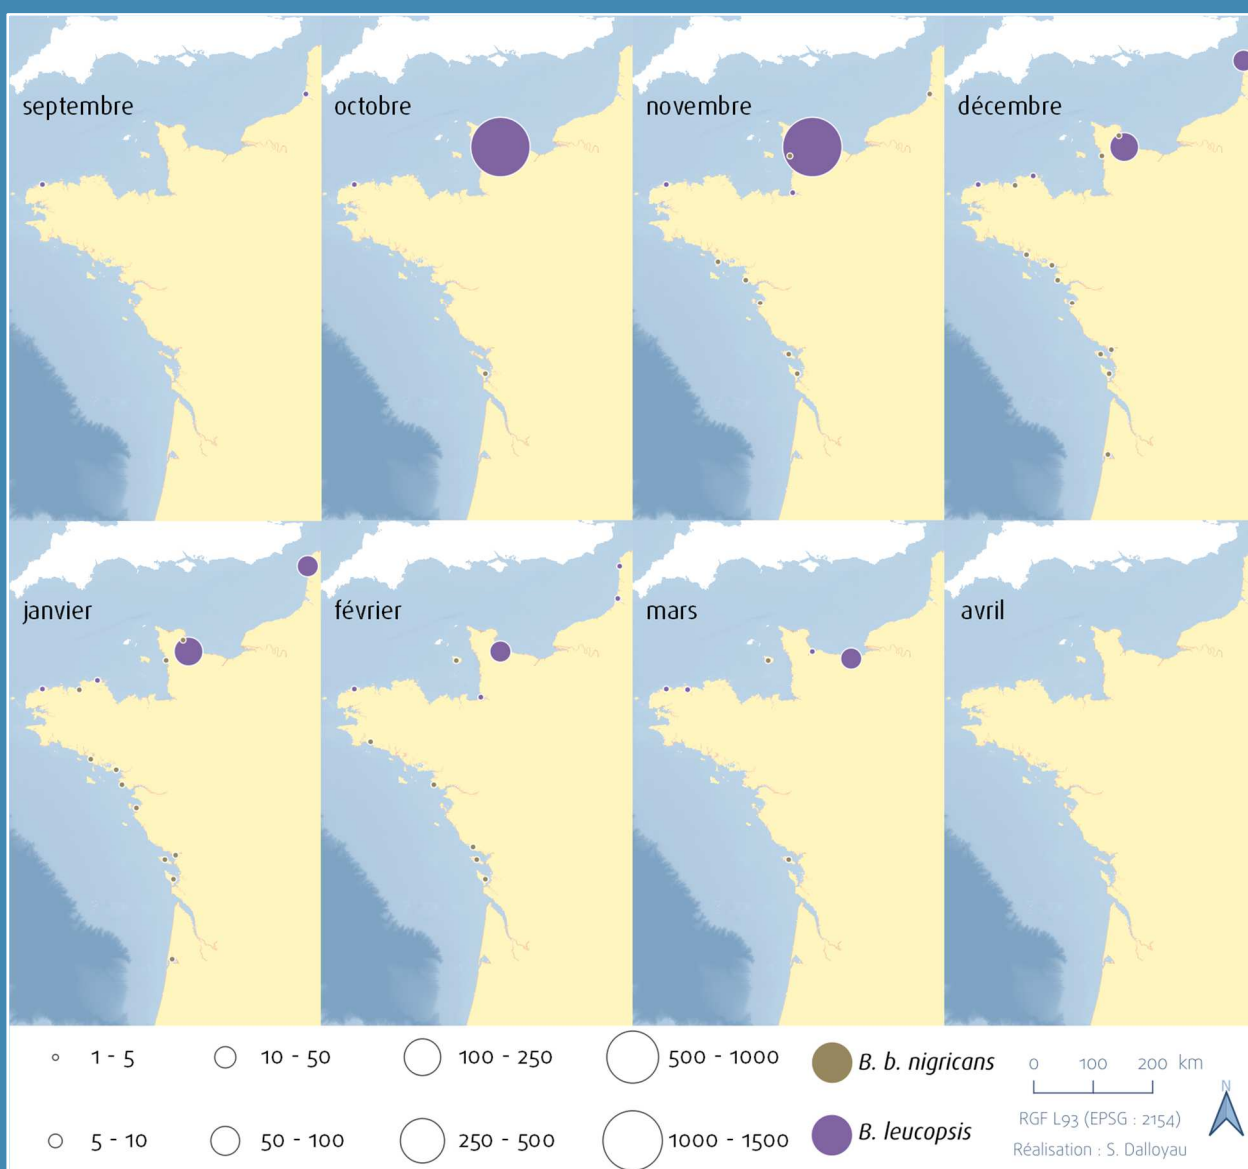 septembre
octobre
novembre
décembre
janvier
février
mars
avril
1 - 5
10 - 50
100 - 250
500 - 1000
B. b. nigricans
5 - 10
50 - 100
250 - 500
1000 - 1500
B. leucopsis
0 100 200 km
RGF L93 (EPSG : 2154)
Réalisation : S. Dalloyau
N